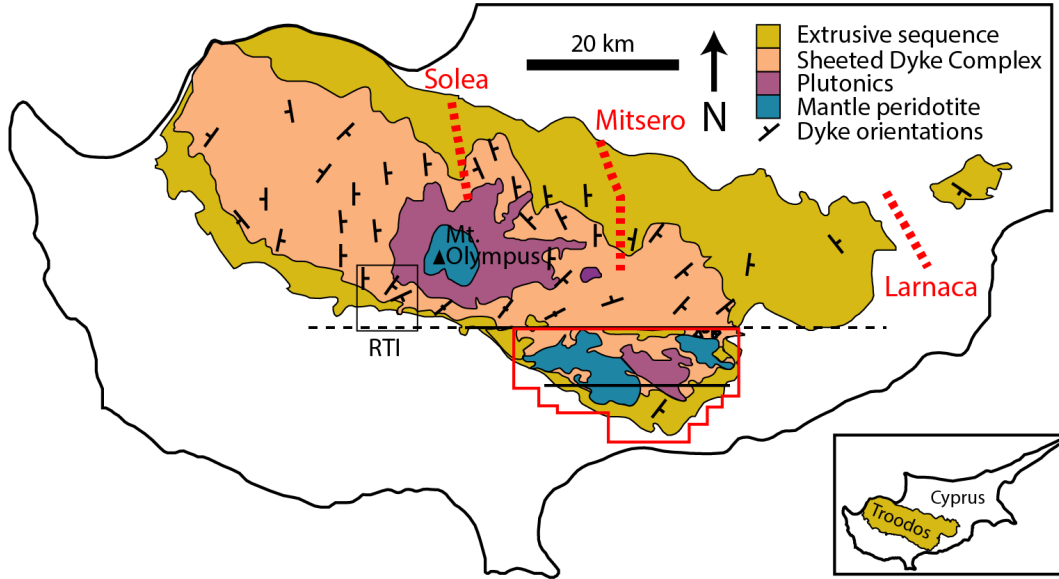 20 km
N
Extrusive sequence
Sheeted Dyke Complex
Plutonics
Mantle peridotite
Dyke orientations
Solea
Mitsero
Larnaca
Mt.
Olympus
RTI
Cyprus
Troodos